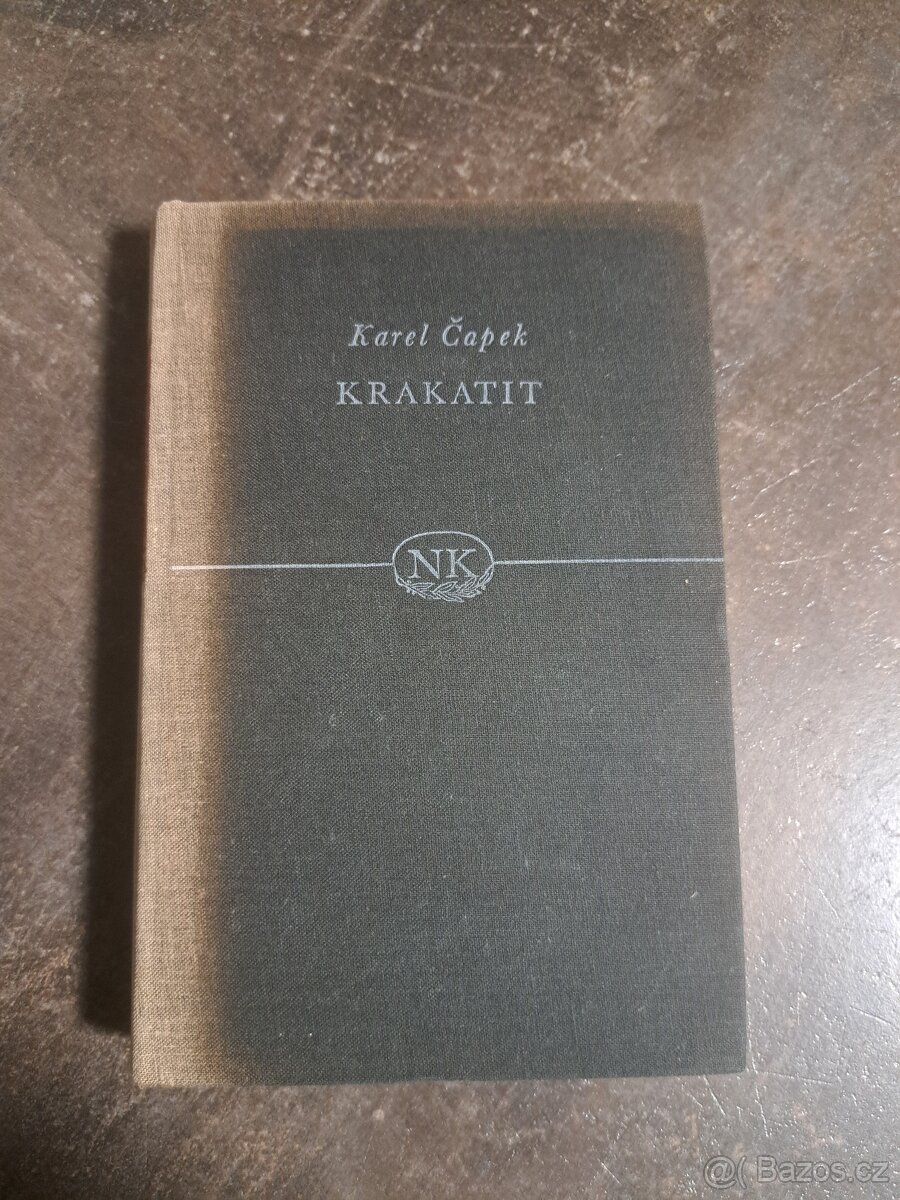 Karel Čapek
KRAKATIT
NK
@( Bazos.cz